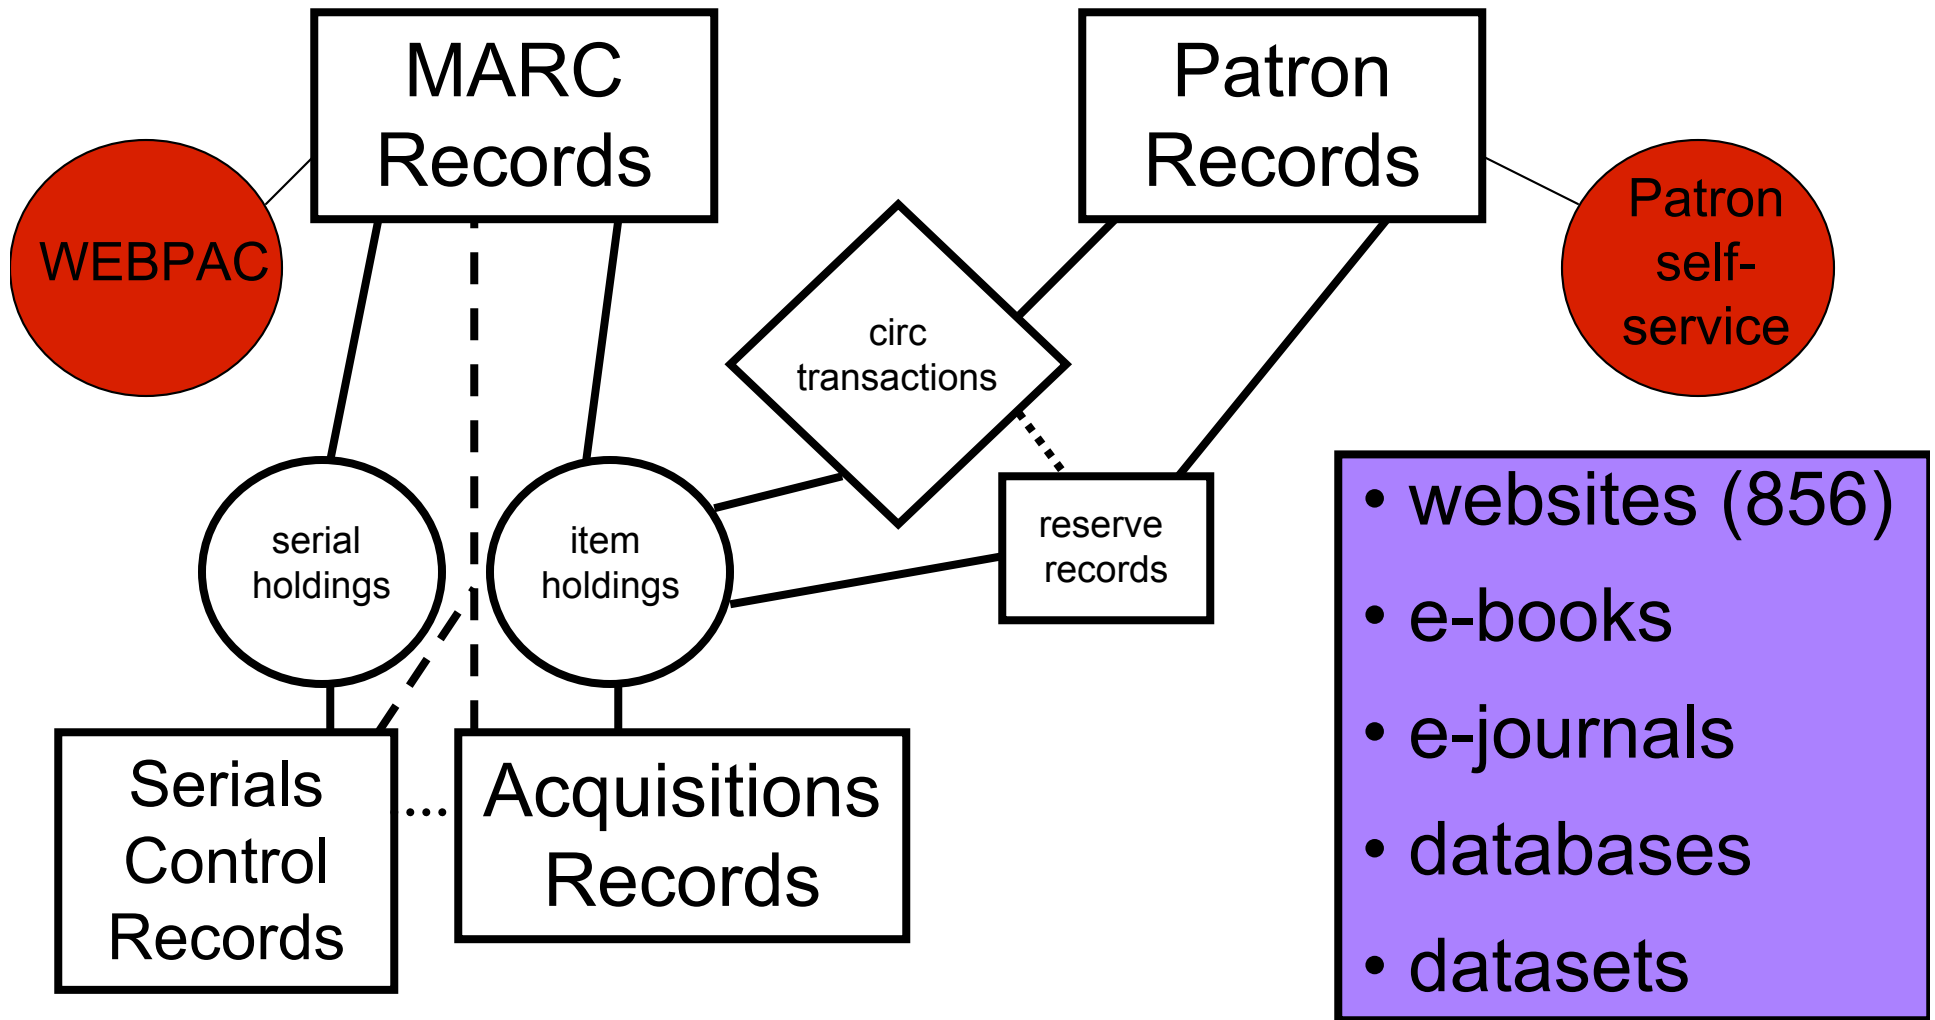 MARC
Records
Patron
Records
WEBPAC
Patron
self-
service
circ
transactions
serial
holdings
item
holdings
reserve
records
Serials
Control
Records
Acquisitions
Records
• websites (856)
• e-books
• e-journals
• databases
• datasets